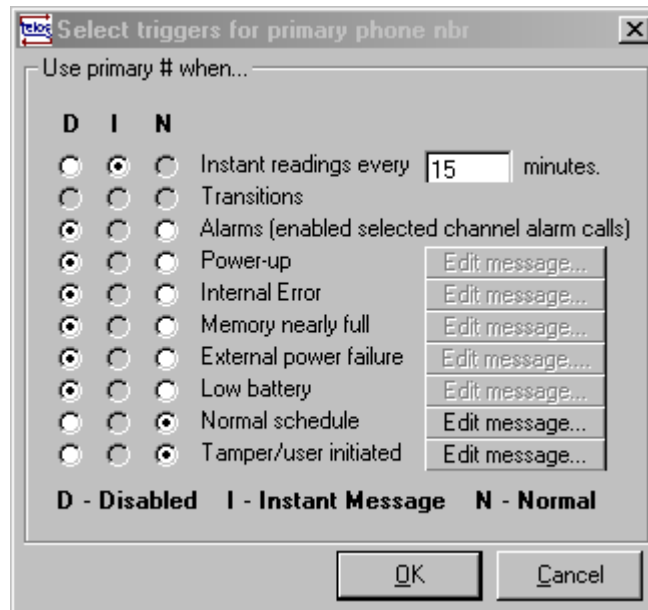 telog
Select triggers for primary phone nbr
Use primary # when...
D I N
Instant readings every 15 minutes.
Transitions
Alarms (enabled selected channel alarm calls)
Power-up Edit message...
Internal Error Edit message...
Memory nearly full Edit message...
External power failure Edit message....
Low battery Edit message...
Normal schedule Edit message...
Tamper/user initiated Edit message...
D - Disabled I - Instant Message N - Normal
OK Cancel